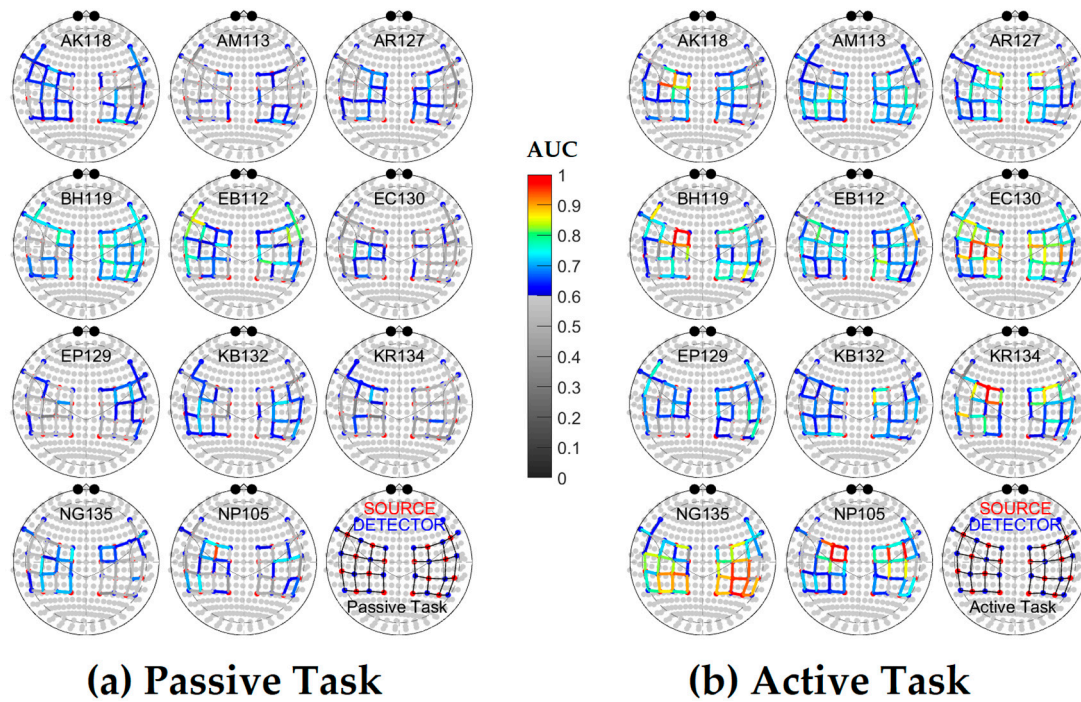 AK118 AM113 AR127
BH119 EB112 EC130
EP129 KB132 KR134
NG135 NP105 SOURCE
DETECTOR
Passive Task
(a) Passive Task
AUC
1
0.9
0.8
0.7
0.6
0.5
0.4
0.3
0.2
0.1
0
AK118 AM113 AR127
BH119 EB112 EC130
EP129 KB132 KR134
NG135 NP105 SOURCE
DETECTOR
Active Task
(b) Active Task